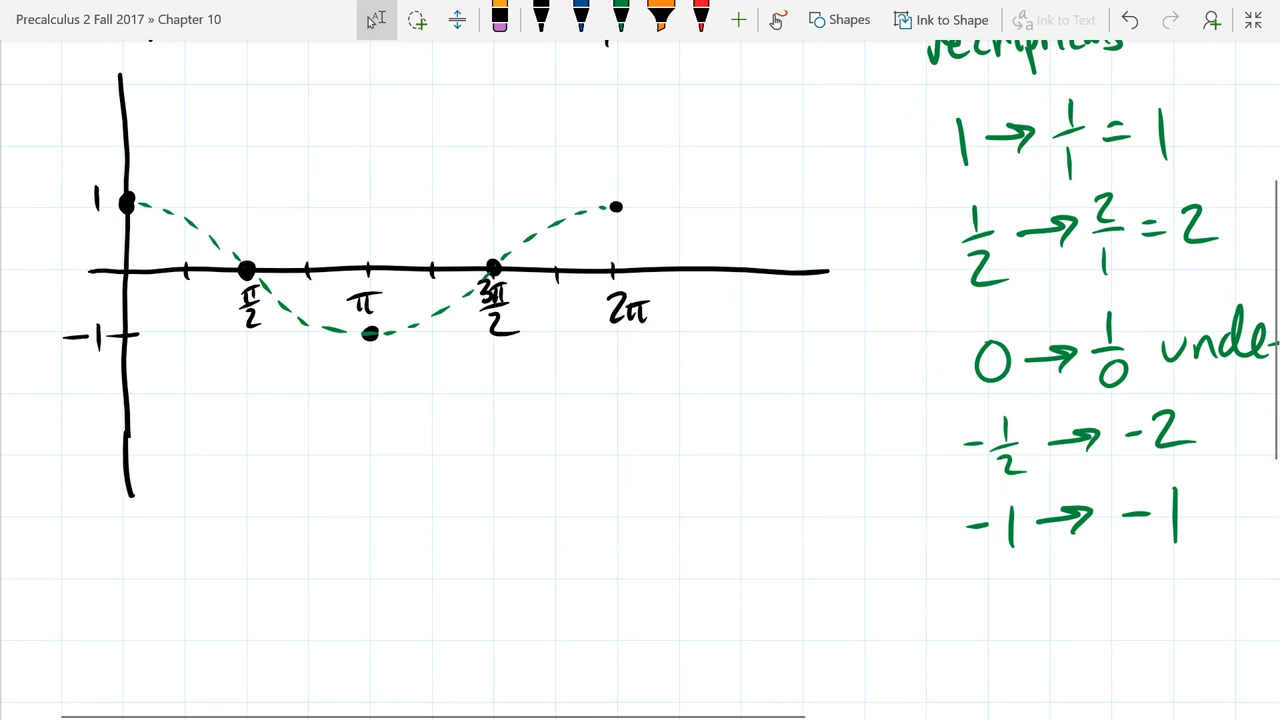 Precalculus 2 Fall 2017 » Chapter 10
Shapes
Ink to Shape
Ink to Text
reciprocals
1 → 1/1 = 1
1/2 → 2/1 = 2
0 → 1/0 unde-
-1/2 → -2
-1 → -1
1
-1
π/2
π
3π/2
2π